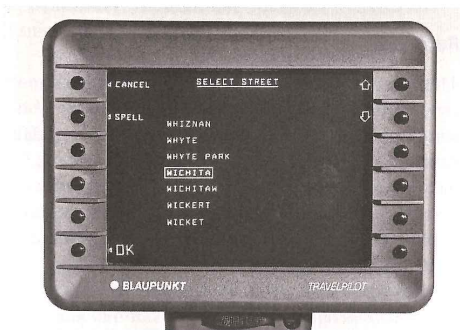 CANCEL SELECT STREET
SPELL
WHIZNAN
WHYTE
WHYTE PARK
WICHITA
WICHITAW
WICKERT
WICKET
OK
BLAUPUNKT TRAVELPILOT